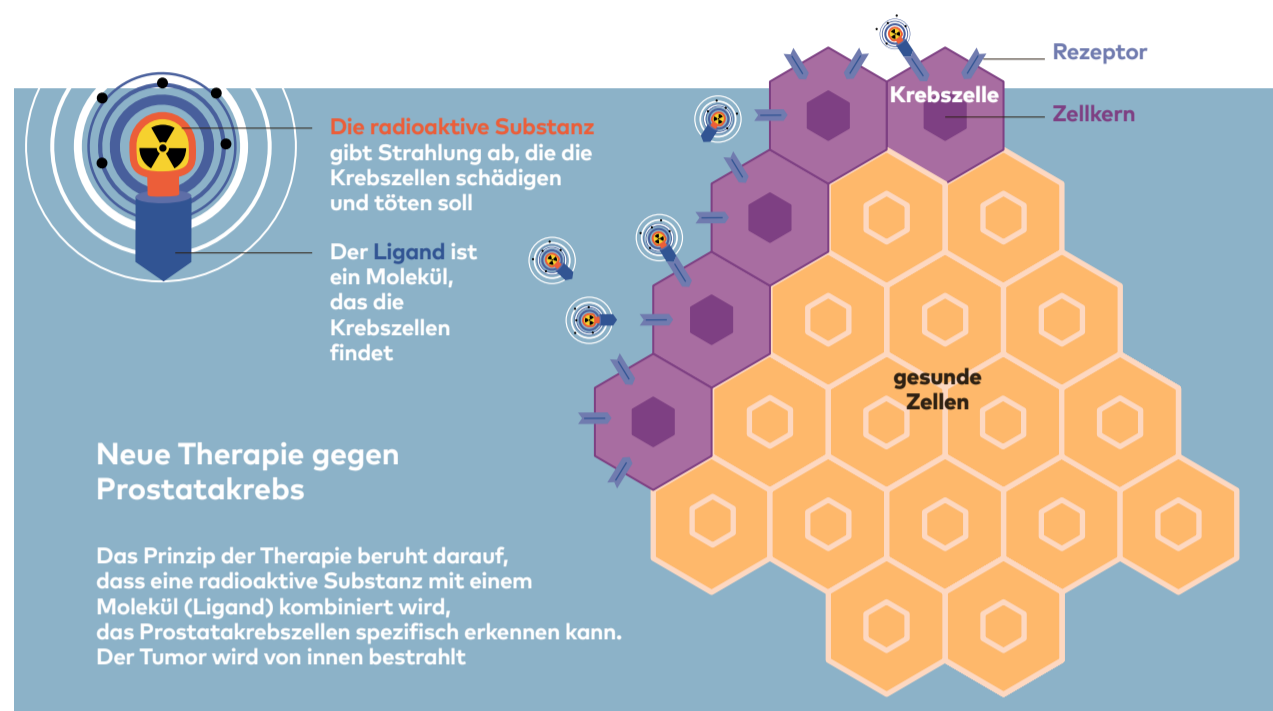 Die radioaktive Substanz
gibt Strahlung ab, die die
Krebszellen schädigen
und töten soll
Der Ligand ist
ein Molekül,
das die
Krebszellen
findet
Rezeptor
Krebszelle
Zellkern
gesunde
Zellen
Neue Therapie gegen
Prostatakrebs
Das Prinzip der Therapie beruht darauf,
dass eine radioaktive Substanz mit einem
Molekül (Ligand) kombiniert wird,
das Prostatakrebszellen spezifisch erkennen kann.
Der Tumor wird von innen bestrahlt